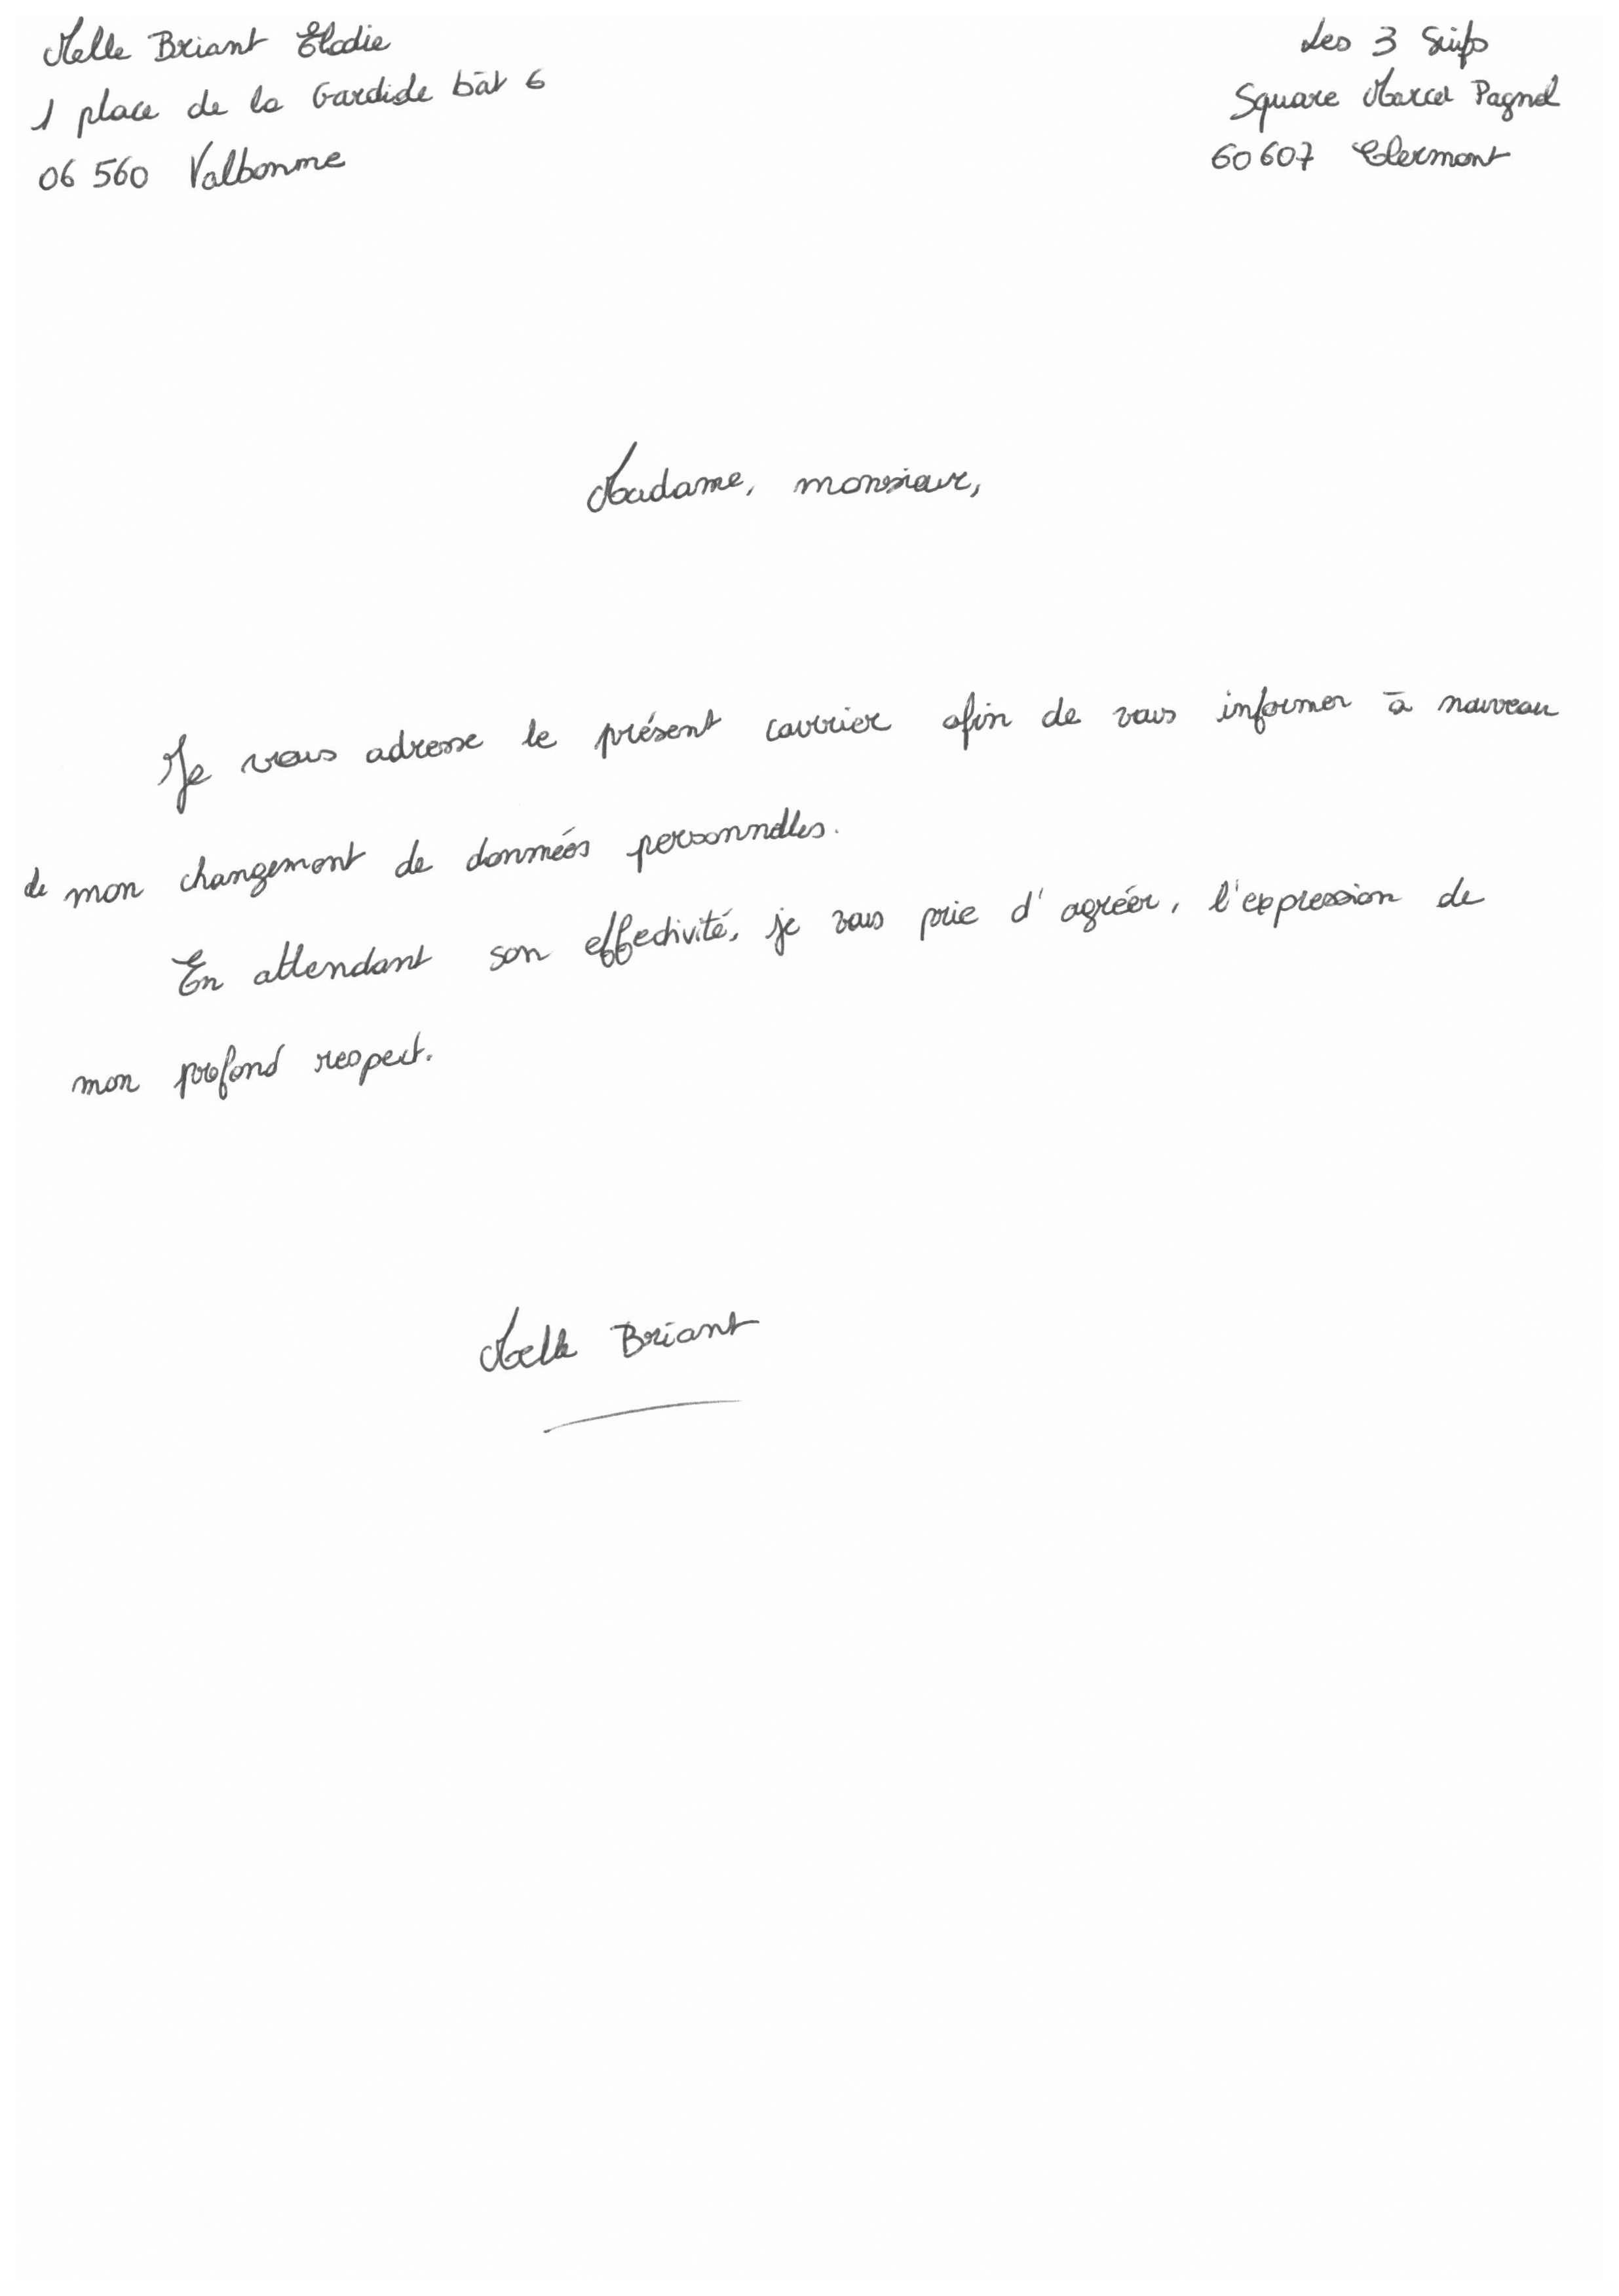 Melle Briant Elodie
1 place de la Gardide bât 6
06 560 Valbonne
Les 3 Suifs
Square Marcel Pagnol
60 607 Clermont
Madame, monsieur,
Je vous adresse le présent courrier afin de vous informer à nouveau
de mon changement de données personnelles.
En attendant son effectivité, je vous prie d'agréer, l'expression de
mon profond respect.
Melle Briant